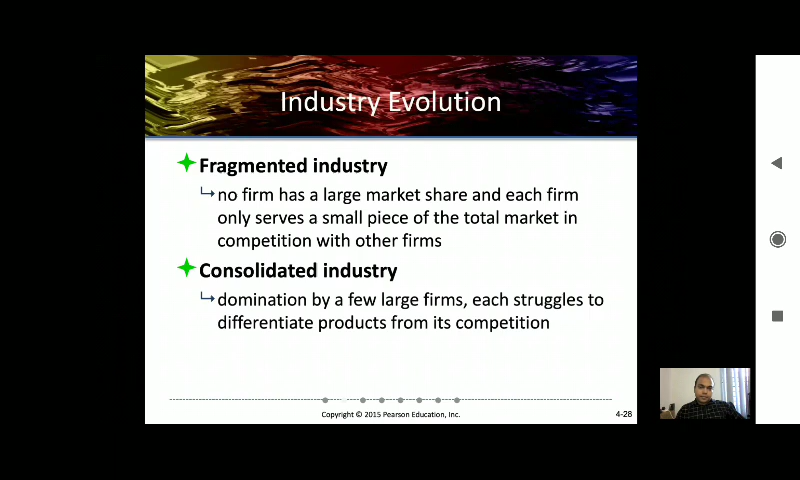 Industry Evolution
Fragmented industry
no firm has a large market share and each firm
only serves a small piece of the total market in
competition with other firms
Consolidated industry
domination by a few large firms, each struggles to
differentiate products from its competition
Copyright © 2015 Pearson Education, Inc.
4-28